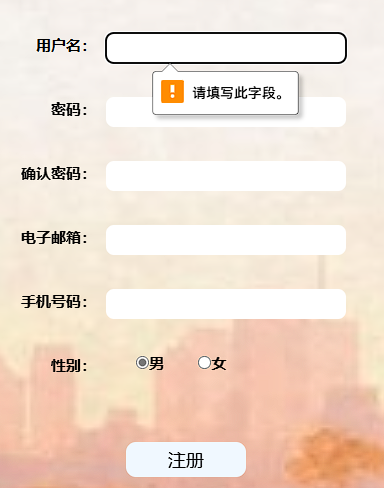 用户名：
请填写此字段。
密码：
确认密码：
电子邮箱：
手机号码：
性别： 男 女
注册